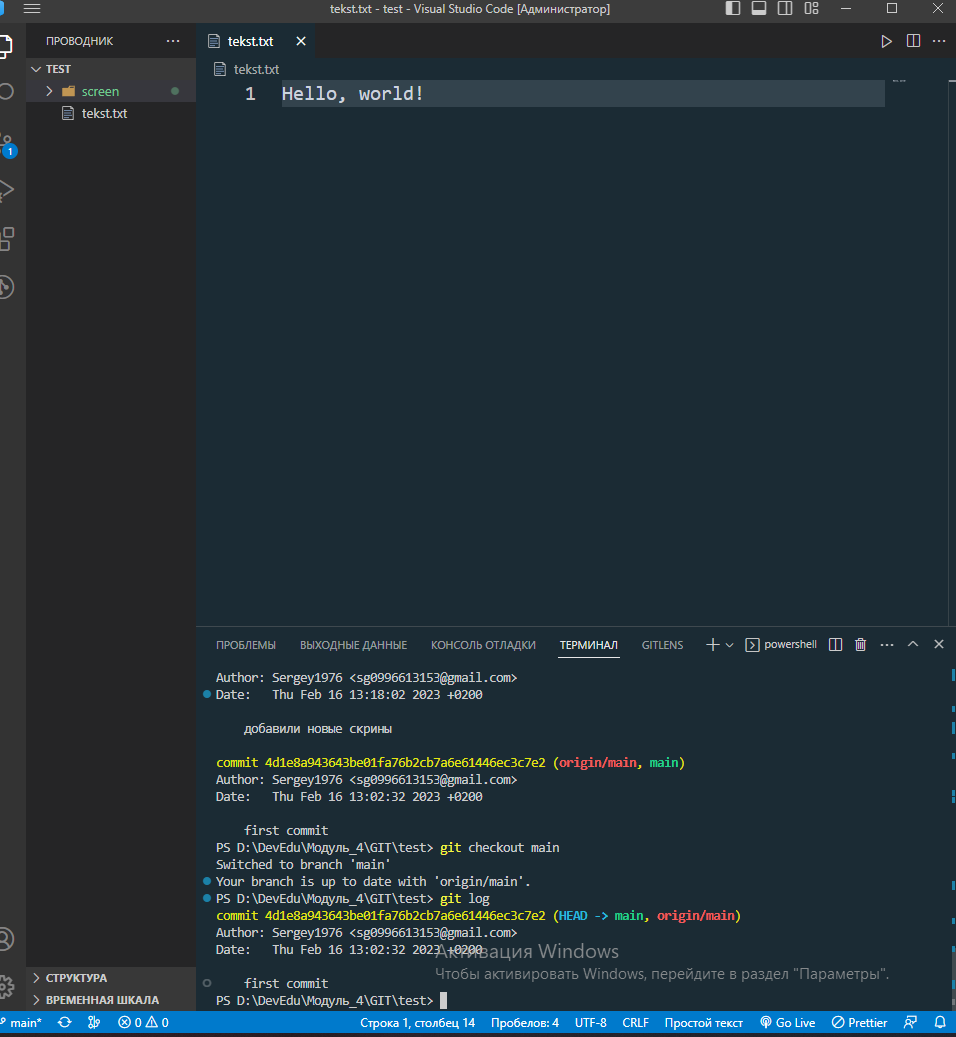 tekst.txt - test - Visual Studio Code [Администратор]
ПРОВОДНИК
tekst.txt
TEST
tekst.txt
screen
1 Hello, world!
tekst.txt
1
ПРОБЛЕМЫ ВЫХОДНЫЕ ДАННЫЕ КОНСОЛЬ ОТЛАДКИ ТЕРМИНАЛ GITLENS powershell
Author: Sergey1976 <sg0996613153@gmail.com>
Date:   Thu Feb 16 13:18:02 2023 +0200
добавили новые скрины
commit 4d1e8a943643be01fa76b2cb7a6e61446ec3c7e2 (origin/main, main)
Author: Sergey1976 <sg0996613153@gmail.com>
Date:   Thu Feb 16 13:02:32 2023 +0200
first commit
PS D:\DevEdu\Модуль_4\GIT\test> git checkout main
Switched to branch 'main'
Your branch is up to date with 'origin/main'.
PS D:\DevEdu\Модуль_4\GIT\test> git log
commit 4d1e8a943643be01fa76b2cb7a6e61446ec3c7e2 (HEAD -> main, origin/main)
Author: Sergey1976 <sg0996613153@gmail.com>
Date:   Thu Feb 16 13:02:32 2023 +0200
Активация Windows
Чтобы активировать Windows, перейдите в раздел "Параметры".
first commit
PS D:\DevEdu\Модуль_4\GIT\test>
СТРУКТУРА
ВРЕМЕННАЯ ШКАЛА
main* 0 0 Строка 1, столбец 14 Пробелов: 4 UTF-8 CRLF Простой текст Go Live Prettier